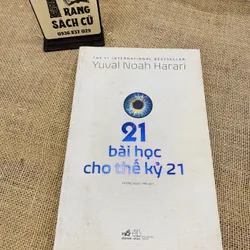 RẠNG
SÁCH CŨ
0936 837 029
THE #1 INTERNATIONAL BESTSELLER
Yuval Noah Harari
21
bài học
cho thế kỷ 21